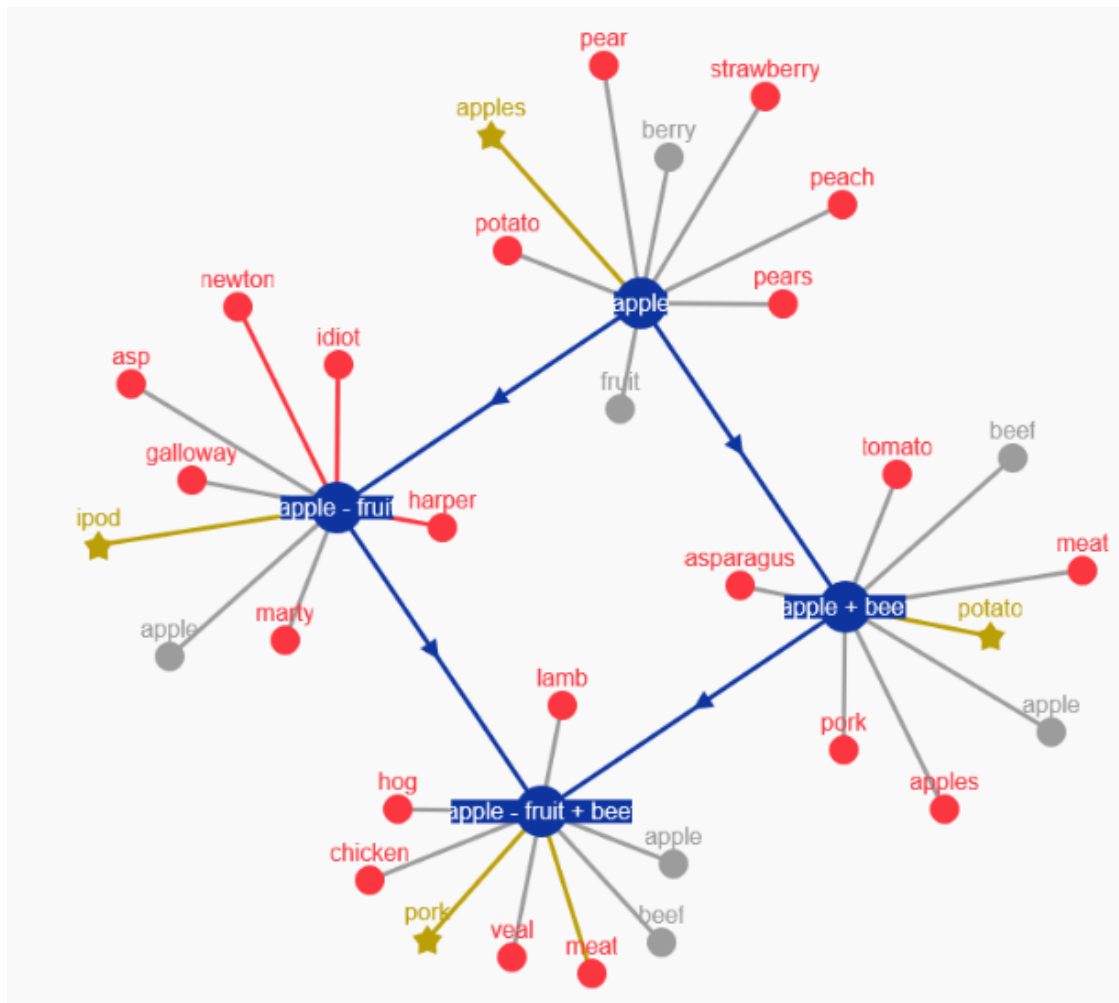 pear
strawberry
apples
berry
peach
potato
newton
pears
apple
idiot
asp
fruit
beef
tomato
galloway
apple - fruit
harper
ipod
meat
asparagus
apple + beef
potato
marty
apple
lamb
apple
pork
hog
apples
apple - fruit + beef
apple
chicken
pork
veal
beef
meat